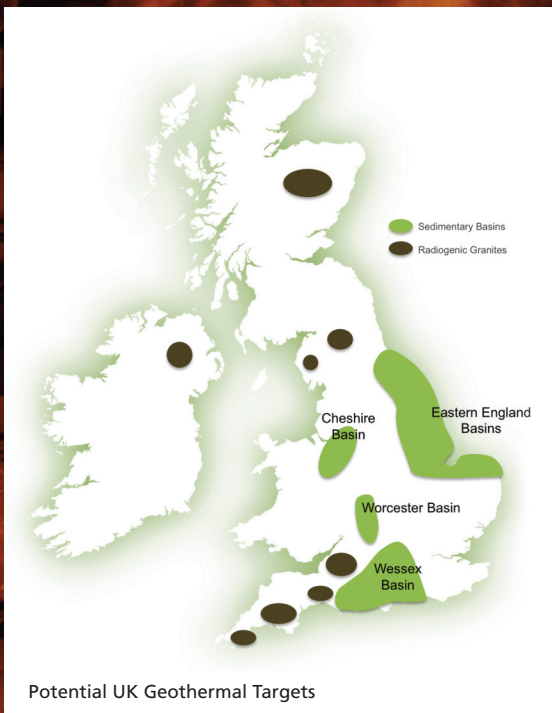 Sedimentary Basins
Radiogenic Granites
Cheshire
Basin
Eastern England
Basins
Worcester Basin
Wessex
Basin
Potential UK Geothermal Targets